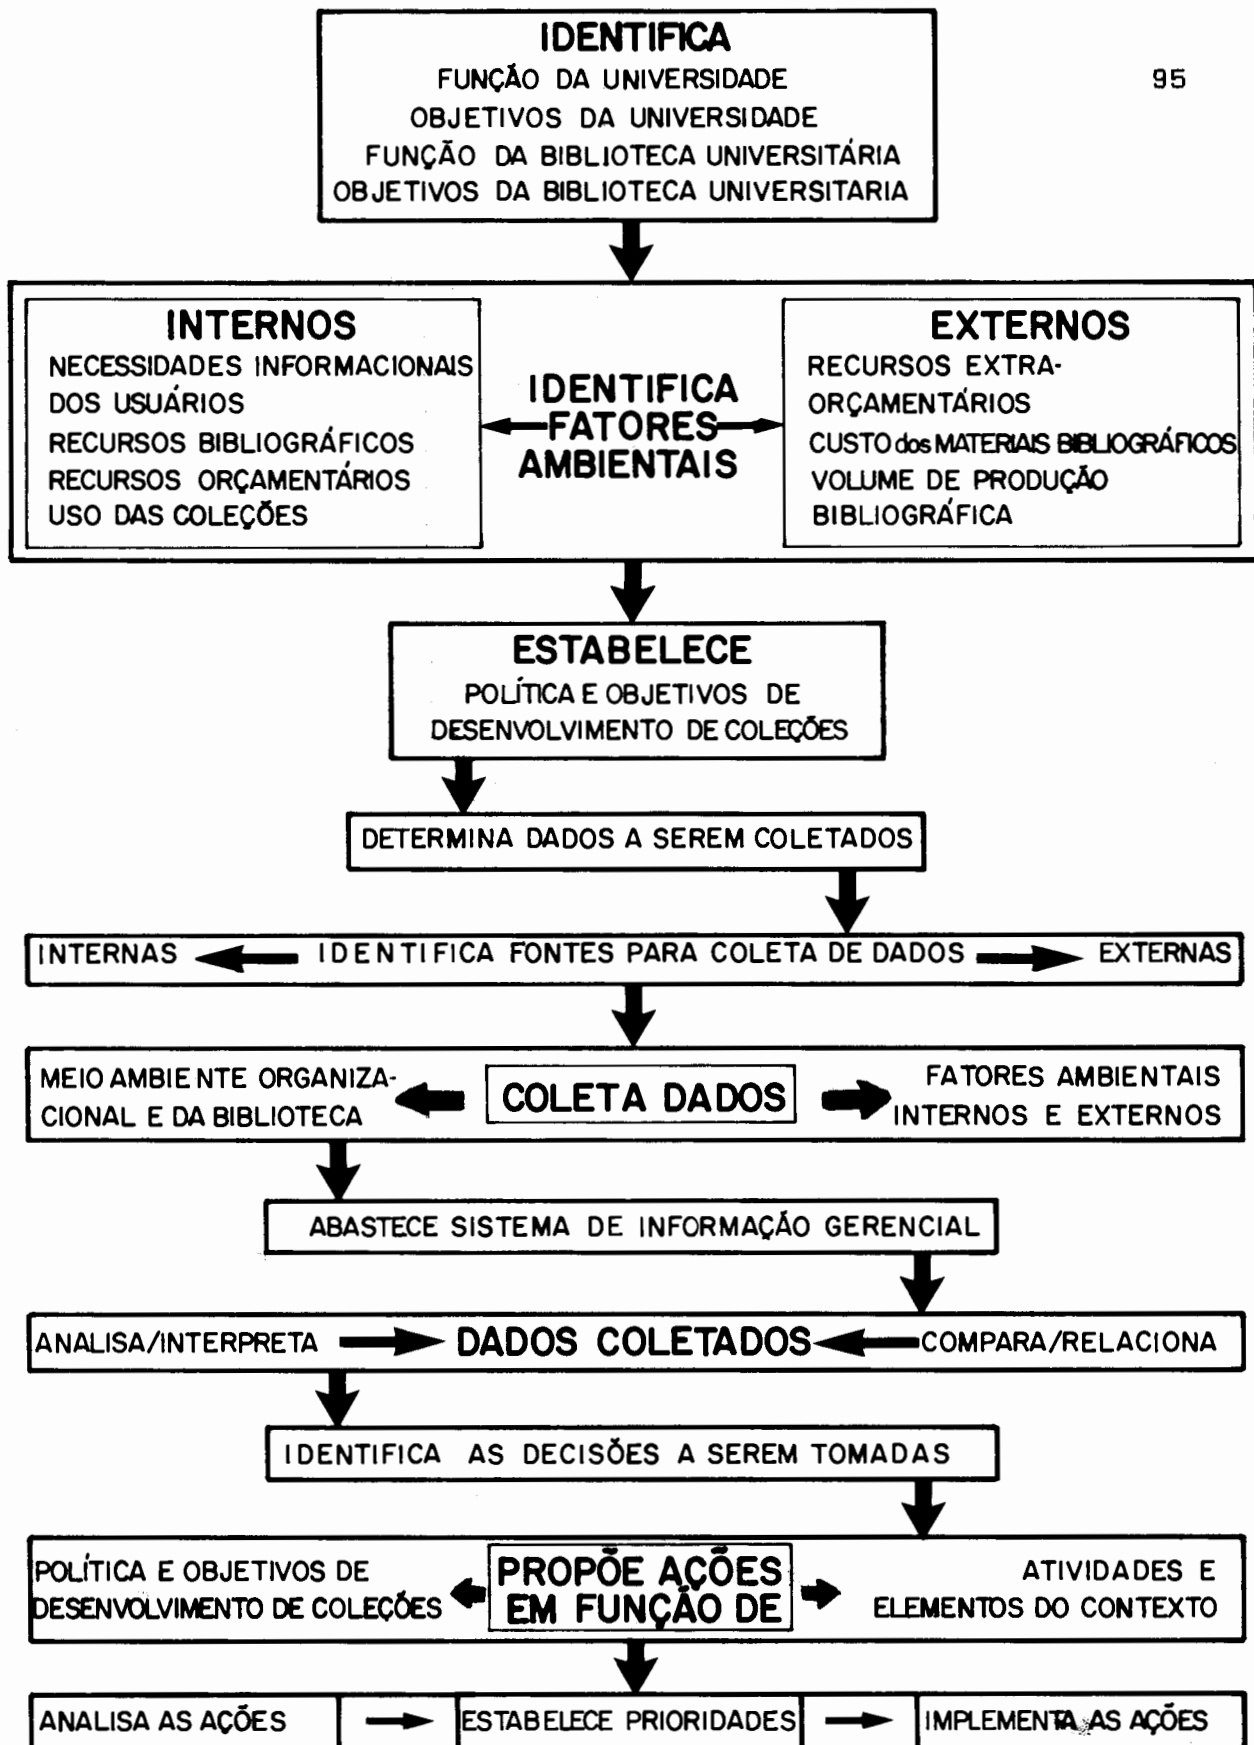 95
IDENTIFICA
FUNÇÃO DA UNIVERSIDADE
OBJETIVOS DA UNIVERSIDADE
FUNÇÃO DA BIBLIOTECA UNIVERSITÁRIA
OBJETIVOS DA BIBLIOTECA UNIVERSITARIA
INTERNOS
NECESSIDADES INFORMACIONAIS
DOS USUÁRIOS
RECURSOS BIBLIOGRÁFICOS
RECURSOS ORÇAMENTÁRIOS
USO DAS COLEÇÕES
IDENTIFICA
FATORES
AMBIENTAIS
EXTERNOS
RECURSOS EXTRA-
ORÇAMENTÁRIOS
CUSTO dos MATERIAIS BIBLIOGRÁFICOS
VOLUME DE PRODUÇÃO
BIBLIOGRÁFICA
ESTABELECE
POLÍTICA E OBJETIVOS DE
DESENVOLVIMENTO DE COLEÇÕES
DETERMINA DADOS A SEREM COLETADOS
INTERNAS IDENTIFICA FONTES PARA COLETA DE DADOS EXTERNAS
MEIO AMBIENTE ORGANIZA-
CIONAL E DA BIBLIOTECA
COLETA DADOS
FATORES AMBIENTAIS
INTERNOS E EXTERNOS
ABASTECE SISTEMA DE INFORMAÇÃO GERENCIAL
ANALISA/INTERPRETA DADOS COLETADOS COMPARA/RELACIONA
IDENTIFICA AS DECISÕES A SEREM TOMADAS
POLÍTICA E OBJETIVOS DE
DESENVOLVIMENTO DE COLEÇÕES
PROPÕE AÇÕES
EM FUNÇÃO DE
ATIVIDADES E
ELEMENTOS DO CONTEXTO
ANALISA AS AÇÕES ESTABELECE PRIORIDADES IMPLEMENTA AS AÇÕES